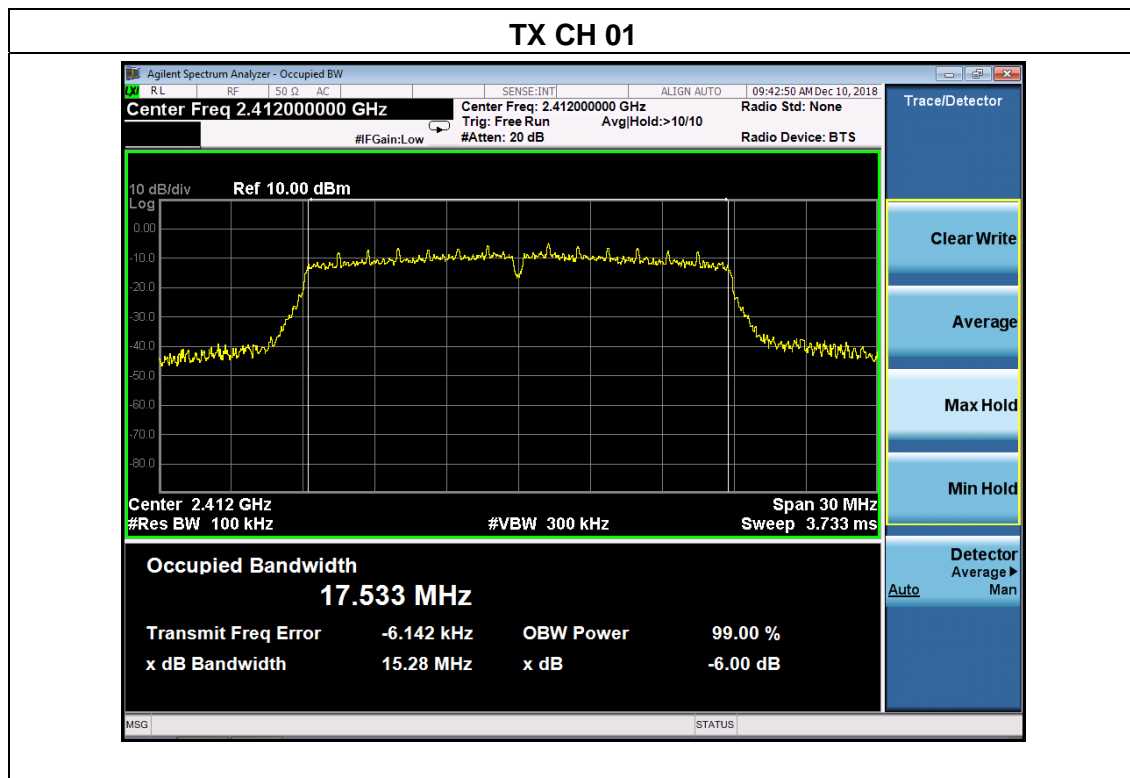 TX CH 01
Agilent Spectrum Analyzer - Occupied BW
LXI RL RF 50 Ω AC SENSE:INT ALIGN AUTO 09:42:50 AM Dec 10, 2018
Center Freq 2.412000000 GHz
Center Freq: 2.412000000 GHz
Radio Std: None
Trig: Free Run Avg|Hold:>10/10
#IFGain:Low
#Atten: 20 dB
Radio Device: BTS
10 dB/div Ref 10.00 dBm
Log
0.00
-10.0
-20.0
-30.0
-40.0
-50.0
-60.0
-70.0
-80.0
Center 2.412 GHz
Span 30 MHz
#Res BW 100 kHz
#VBW 300 kHz
Sweep 3.733 ms
Occupied Bandwidth
17.533 MHz
Transmit Freq Error -6.142 kHz OBW Power 99.00 %
x dB Bandwidth 15.28 MHz x dB -6.00 dB
MSG
STATUS
Trace/Detector
Clear Write
Average
Max Hold
Min Hold
Detector
Average▶
Auto Man